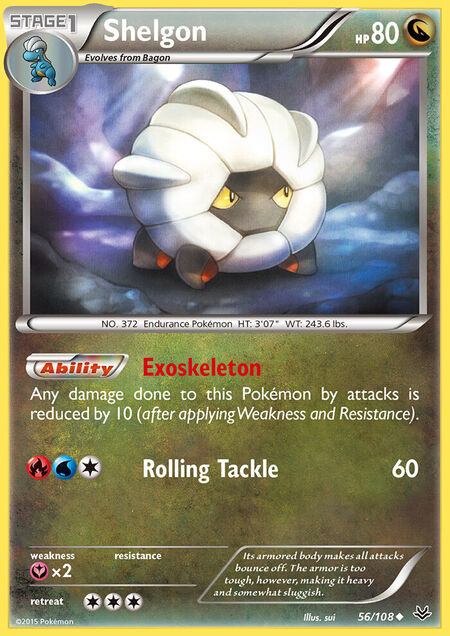 STAGE1
Shelgon
HP80
Evolves from Bagon
NO. 372 Endurance Pokémon HT: 3'07" WT: 243.6 lbs.
Ability Exoskeleton
Any damage done to this Pokémon by attacks is
reduced by 10 (after applying Weakness and Resistance).
Rolling Tackle 60
weakness resistance
×2
retreat
Its armored body makes all attacks
bounce off. The armor is too
tough, however, making it heavy
and somewhat sluggish.
©2015 Pokémon
Illus. sui
56/108